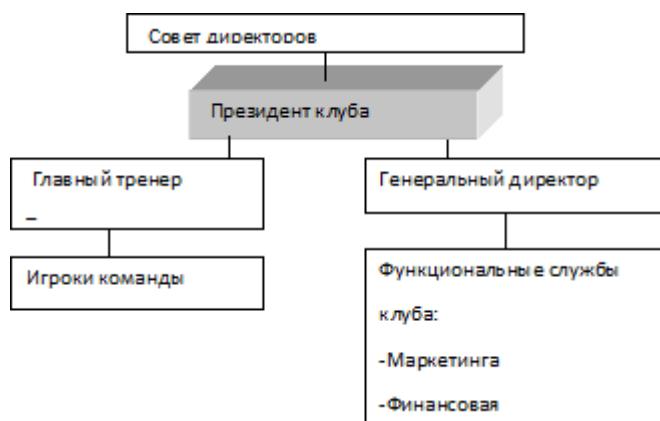 Совет директоров
Президент клуба
Главный тренер
–
Генеральный директор
Игроки команды
Функциональные службы
клуба:
-Маркетинга
-Финансовая